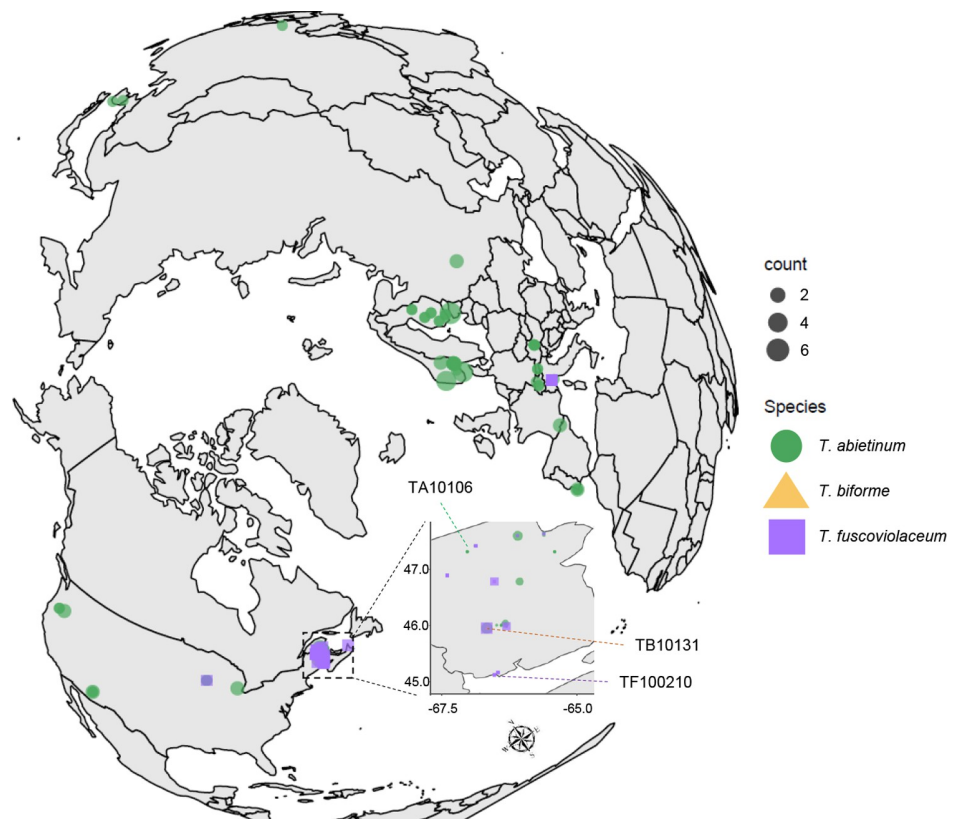 count
2
4
6
Species
T. abietinum
T. biforme
T. fuscoviolaceum
TA10106
47.0
46.0
TB10131
TF100210
45.0
-67.5
-65.0